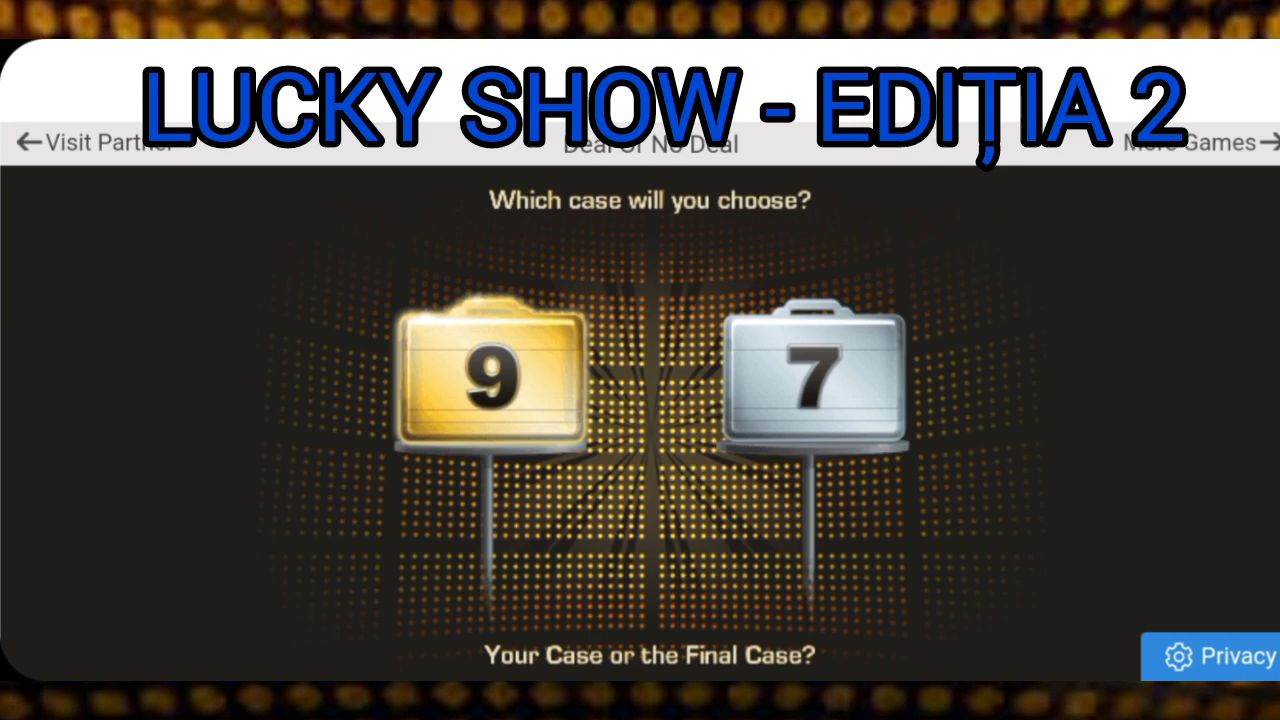 LUCKY SHOW - EDIȚIA 2
Visit Partner Deal Or No Deal More Games
Which case will you choose?
9 7
Your Case or the Final Case?
Privacy